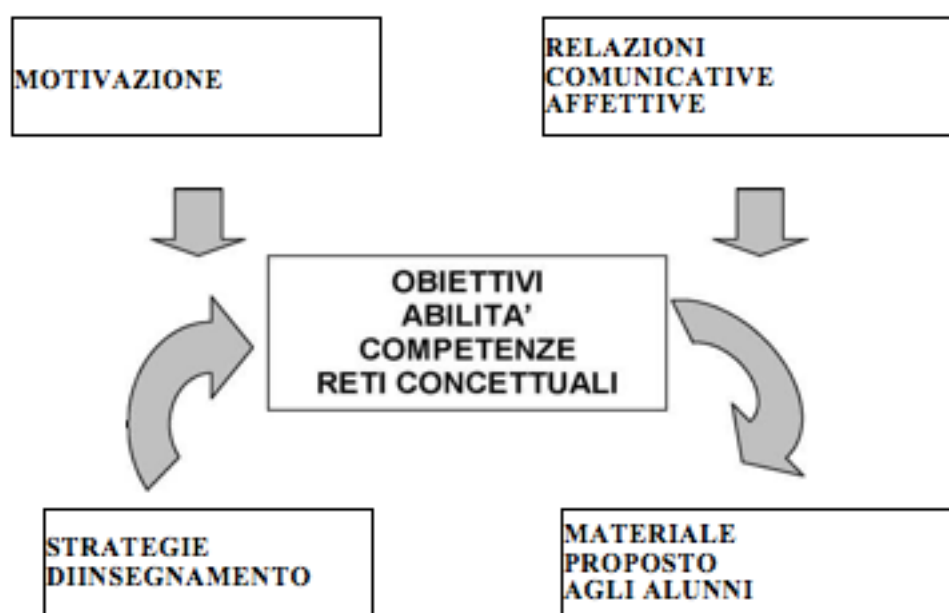 MOTIVAZIONE
RELAZIONI
COMUNICATIVE
AFFETTIVE
OBIETTIVI
ABILITA'
COMPETENZE
RETI CONCETTUALI
STRATEGIE
DIINSEGNAMENTO
MATERIALE
PROPOSTO
AGLI ALUNNI